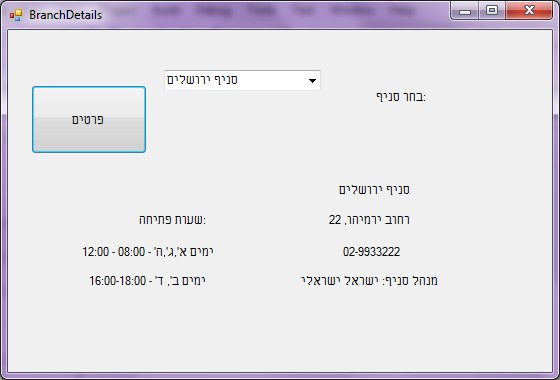 BranchDetails
בחר סניף:
סניף ירושלים
פרטים
סניף ירושלים
רחוב ירמיהו, 22
שעות פתיחה:
02-9933222
ימים א',ג',ה' - 08:00 - 12:00
מנהל סניף: ישראל ישראלי
ימים ב', ד' - 16:00-18:00